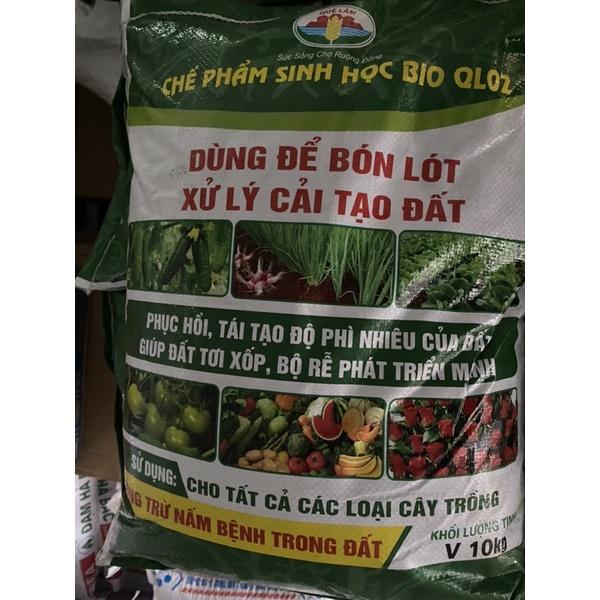 QUẾ LÂM
Sức Sống Cho Ruộng Đồng
CHẾ PHẨM SINH HỌC BIO QL02
DÙNG ĐỂ BÓN LÓT
XỬ LÝ CẢI TẠO ĐẤT
PHỤC HỒI, TÁI TẠO ĐỘ PHÌ NHIÊU CỦA ĐẤT
GIÚP ĐẤT TƠI XỐP, BỘ RỄ PHÁT TRIỂN MẠNH
SỬ DỤNG: CHO TẤT CẢ CÁC LOẠI CÂY TRỒNG
TRỪ NẤM BỆNH TRONG ĐẤT
KHỐI LƯỢNG TỊNH
V 10kg
ĐẠM HÀ